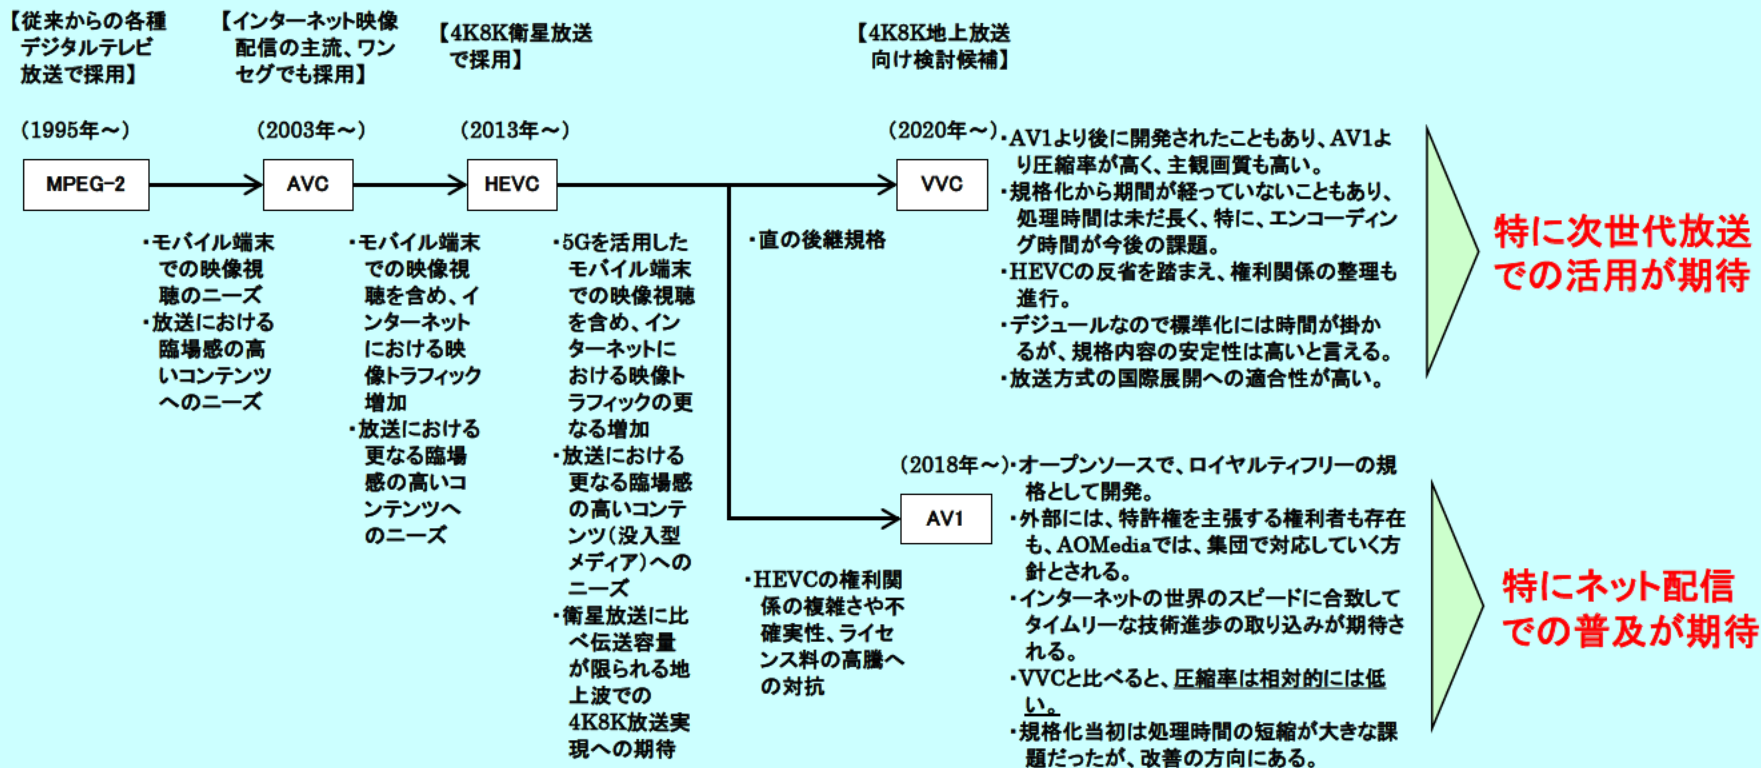 【従来からの各種
デジタルテレビ
放送で採用】
【インターネット映像
配信の主流、ワン
セグでも採用】
【4K8K衛星放送
で採用】
【4K8K地上放送
向け検討候補】
（1995年～）
MPEG-2
（2003年～）
AVC
（2013年～）
HEVC
（2020年～）
VVC
・モバイル端末
での映像視
聴のニーズ
・放送における
臨場感の高
いコンテンツ
へのニーズ
・モバイル端末
での映像視
聴を含め、イ
ンターネット
における映
像トラフィック
増加
・放送における
更なる臨場
感の高いコ
ンテンツへ
のニーズ
・5Gを活用した
モバイル端末
での映像視聴
を含め、イン
ターネットに
おける映像ト
ラフィックの更
なる増加
・放送における
更なる臨場感
の高いコンテ
ンツ（没入型
メディア）への
ニーズ
・衛星放送に比
べ伝送容量
が限られる地
上波での
4K8K放送実
現への期待
・直の後継規格
・AV1より後に開発されたこともあり、AV1よ
り圧縮率が高く、主観画質も高い。
・規格化から期間が経っていないこともあり、
処理時間は未だ長く、特に、エンコーディン
グ時間が今後の課題。
・HEVCの反省を踏まえ、権利関係の整理も
進行。
・デジュールなので標準化には時間が掛か
るが、規格内容の安定性は高いと言える。
・放送方式の国際展開への適合性が高い。
特に次世代放送
での活用が期待
（2018年～）
AV1
・HEVCの権利関
係の複雑さや不
確実性、ライセ
ンス料の高騰へ
の対抗
・オープンソースで、ロイヤルティフリーの規
格として開発。
・外部には、特許権を主張する権利者も存在
も、AOMediaでは、集団で対応していく方
針とされる。
・インターネットの世界のスピードに合致して
タイムリーな技術進歩の取り込みが期待さ
れる。
・VVCと比べると、圧縮率は相対的には低
い。
・規格化当初は処理時間の短縮が大きな課
題だったが、改善の方向にある。
特にネット配信
での普及が期待